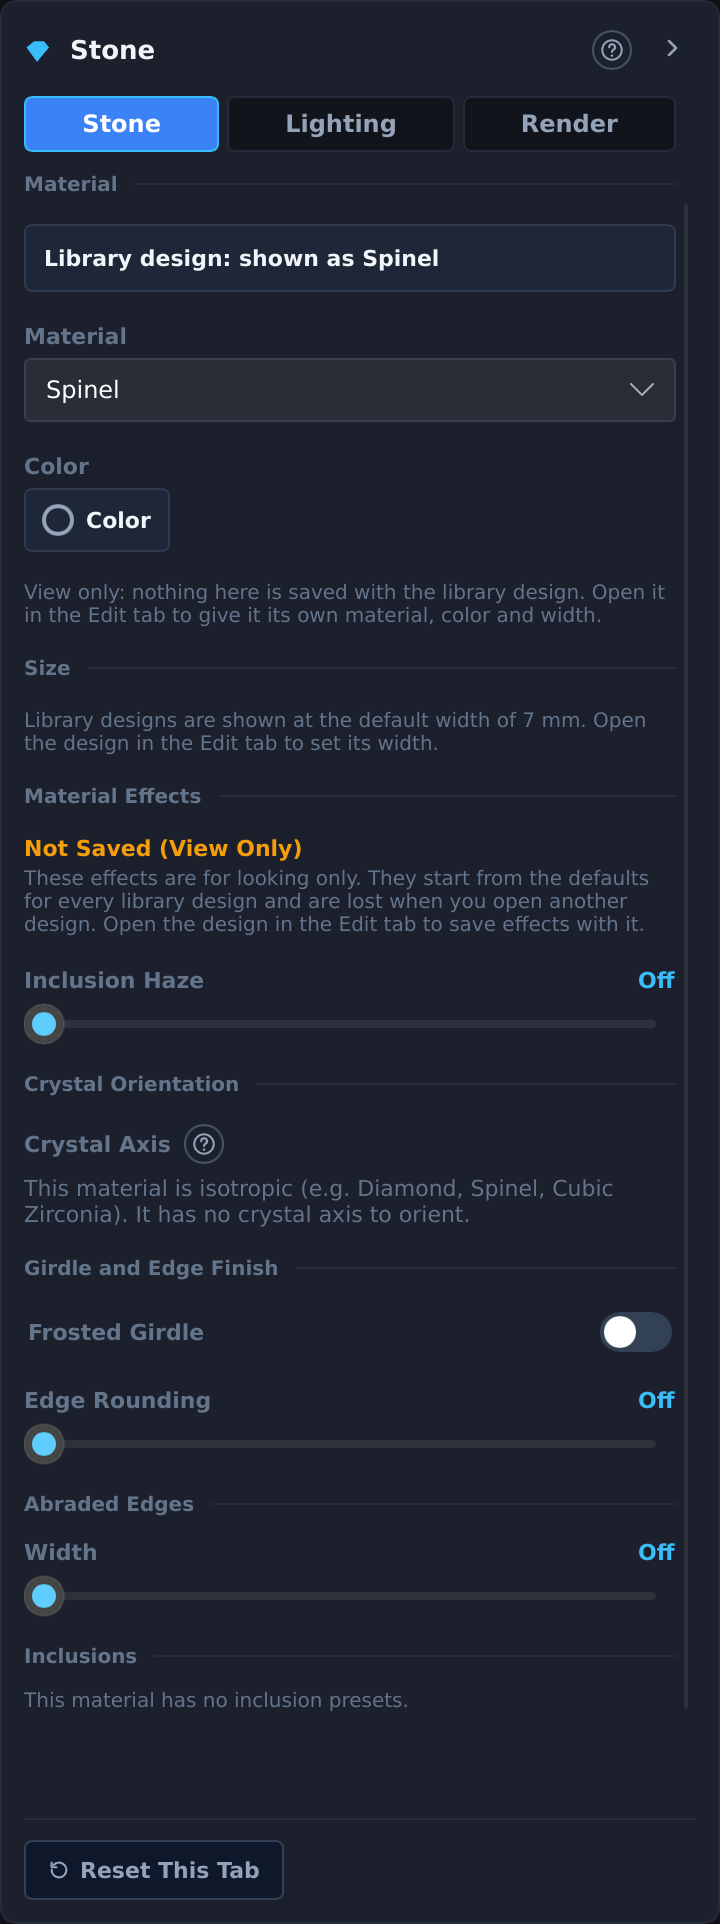 Stone
Stone
Lighting
Render
Material
Library design: shown as Spinel
Material
Spinel
Color
Color
View only: nothing here is saved with the library design. Open it
in the Edit tab to give it its own material, color and width.
Size
Library designs are shown at the default width of 7 mm. Open
the design in the Edit tab to set its width.
Material Effects
Not Saved (View Only)
These effects are for looking only. They start from the defaults
for every library design and are lost when you open another
design. Open the design in the Edit tab to save effects with it.
Inclusion Haze Off
Crystal Orientation
Crystal Axis ?
This material is isotropic (e.g. Diamond, Spinel, Cubic
Zirconia). It has no crystal axis to orient.
Girdle and Edge Finish
Frosted Girdle
Edge Rounding Off
Abraded Edges
Width Off
Inclusions
This material has no inclusion presets.
Reset This Tab